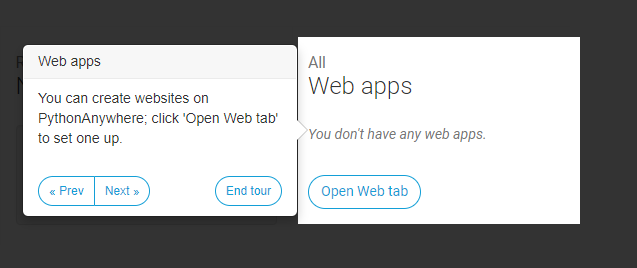 Web apps
You can create websites on
PythonAnywhere; click 'Open Web tab'
to set one up.
« Prev
Next »
End tour
All
Web apps
You don't have any web apps.
Open Web tab